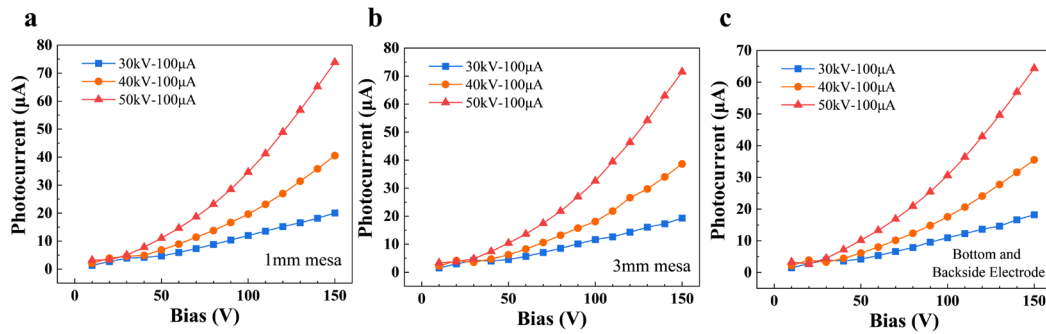 a
80
70
60
50
40
30
20
10
0
Photocurrent (μA)
30kV-100μA
40kV-100μA
50kV-100μA
1mm mesa
0
50
100
150
Bias (V)
b
80
70
60
50
40
30
20
10
0
Photocurrent (μA)
30kV-100μA
40kV-100μA
50kV-100μA
3mm mesa
0
50
100
150
Bias (V)
c
70
60
50
40
30
20
10
0
Photocurrent (μA)
30kV-100μA
40kV-100μA
50kV-100μA
Bottom and
Backside Electrode
0
50
100
150
Bias (V)